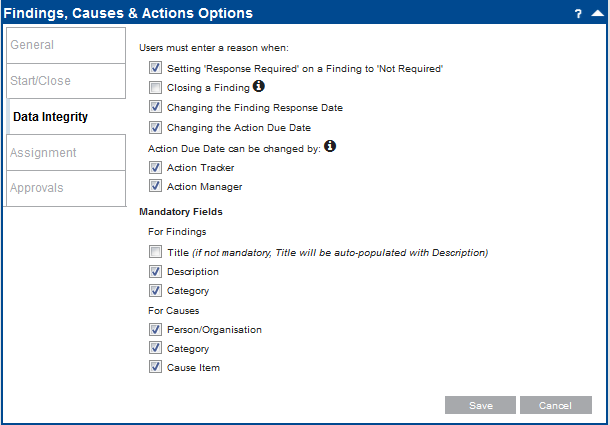 Findings, Causes & Actions Options ?
General
Start/Close
Data Integrity
Assignment
Approvals
Users must enter a reason when:
Setting 'Response Required' on a Finding to 'Not Required'
Closing a Finding
Changing the Finding Response Date
Changing the Action Due Date
Action Due Date can be changed by:
Action Tracker
Action Manager
Mandatory Fields
For Findings
Title (if not mandatory, Title will be auto-populated with Description)
Description
Category
For Causes
Person/Organisation
Category
Cause Item
Save Cancel